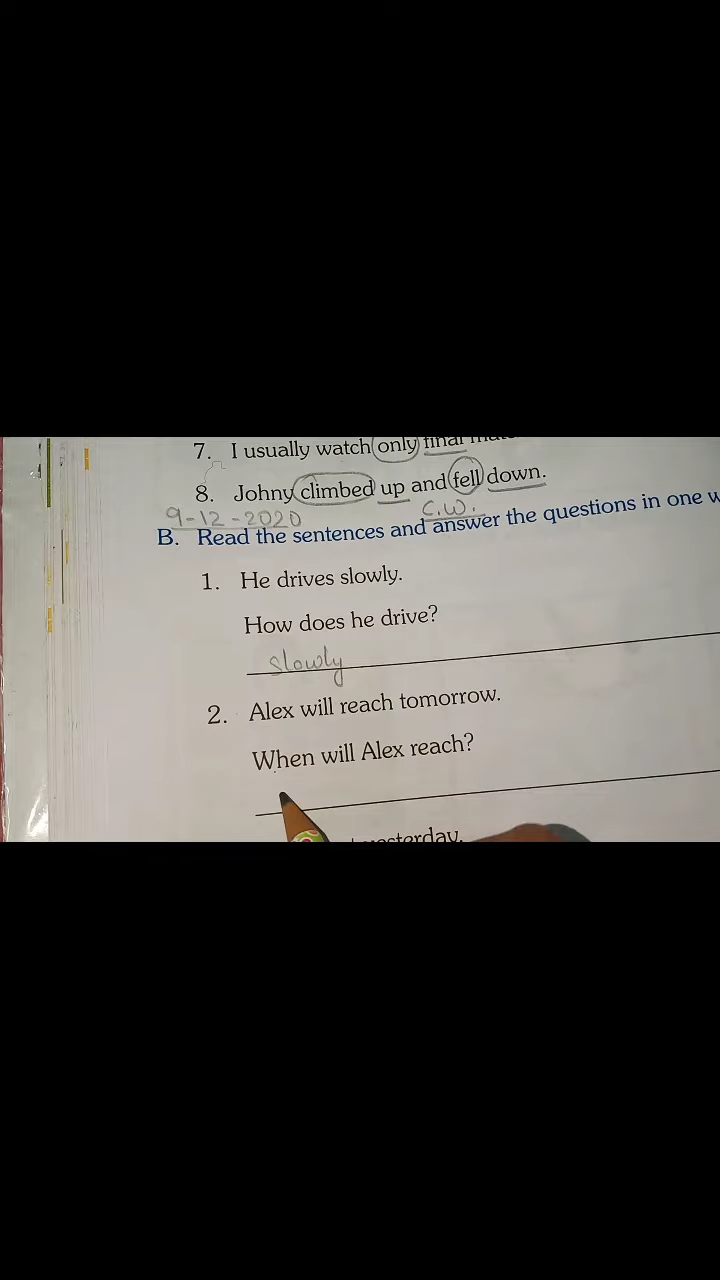 7. I usually watch only final
8. Johny climbed up and fell down.
9-12-2020 C.W.
B. Read the sentences and answer the questions in one
1. He drives slowly.
How does he drive?
slowly
2. Alex will reach tomorrow.
When will Alex reach?
yesterday.